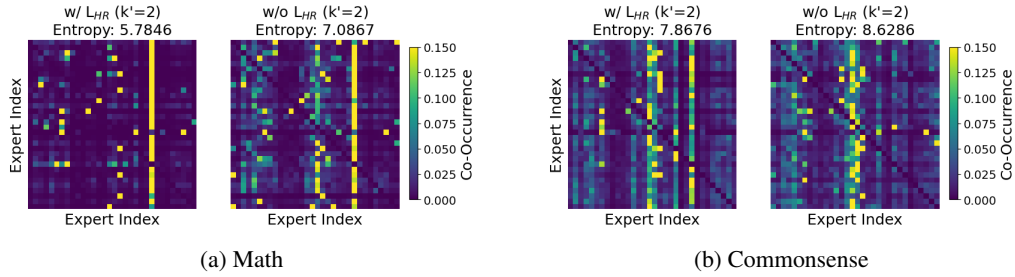 w/ L_HR (k'=2)
Entropy: 5.7846
Expert Index
Expert Index
w/o L_HR (k'=2)
Entropy: 7.0867
Expert Index
0.150
0.125
0.100
0.075
0.050
0.025
0.000
Co-Occurrence
(a) Math
w/ L_HR (k'=2)
Entropy: 7.8676
Expert Index
Expert Index
w/o L_HR (k'=2)
Entropy: 8.6286
Expert Index
0.150
0.125
0.100
0.075
0.050
0.025
0.000
Co-Occurrence
(b) Commonsense